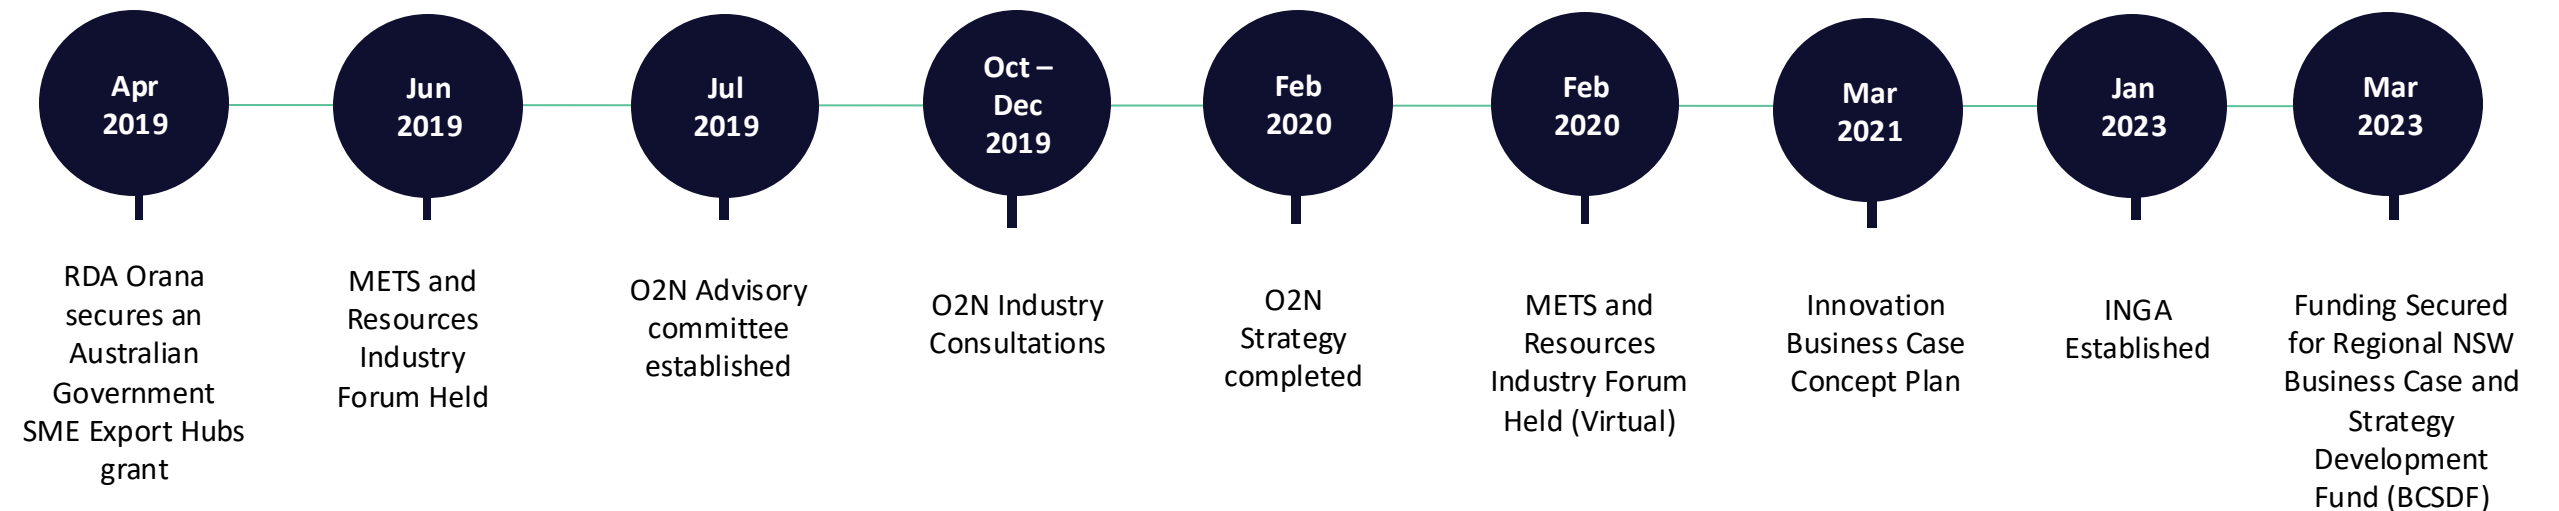 Apr
2019
RDA Orana
secures an
Australian
Government
SME Export Hubs
grant
Jun
2019
METS and
Resources
Industry
Forum Held
Jul
2019
O2N Advisory
committee
established
Oct –
Dec
2019
O2N Industry
Consultations
Feb
2020
O2N
Strategy
completed
Feb
2020
METS and
Resources
Industry Forum
Held (Virtual)
Mar
2021
Innovation
Business Case
Concept Plan
Jan
2023
INGA
Established
Mar
2023
Funding Secured
for Regional NSW
Business Case and
Strategy
Development
Fund (BCSDF)